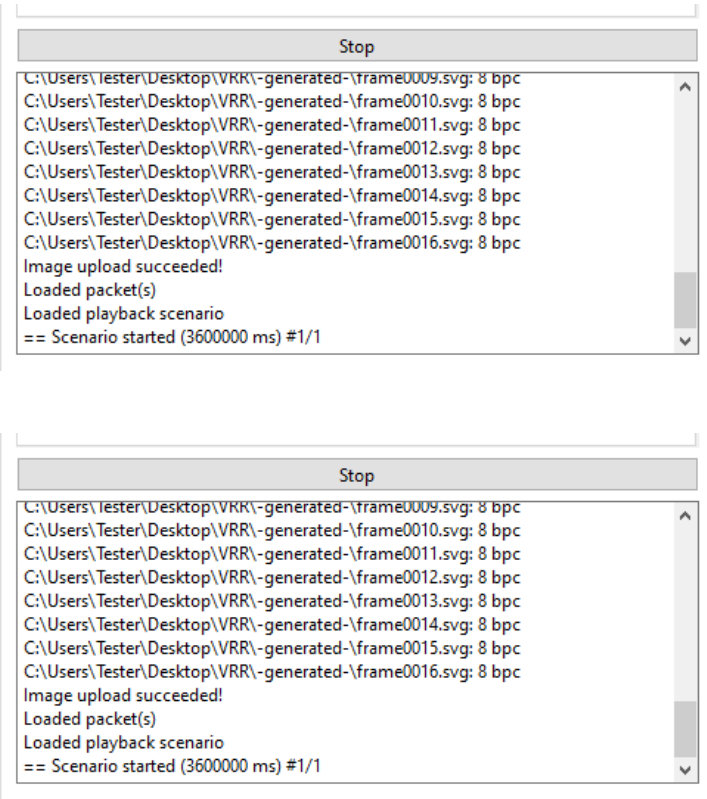 Stop
C:\Users\Tester\Desktop\VRR\-generated-\frame0009.svg: 8 bpc
C:\Users\Tester\Desktop\VRR\-generated-\frame0010.svg: 8 bpc
C:\Users\Tester\Desktop\VRR\-generated-\frame0011.svg: 8 bpc
C:\Users\Tester\Desktop\VRR\-generated-\frame0012.svg: 8 bpc
C:\Users\Tester\Desktop\VRR\-generated-\frame0013.svg: 8 bpc
C:\Users\Tester\Desktop\VRR\-generated-\frame0014.svg: 8 bpc
C:\Users\Tester\Desktop\VRR\-generated-\frame0015.svg: 8 bpc
C:\Users\Tester\Desktop\VRR\-generated-\frame0016.svg: 8 bpc
Image upload succeeded!
Loaded packet(s)
Loaded playback scenario
== Scenario started (3600000 ms) #1/1
Stop
C:\Users\Tester\Desktop\VRR\-generated-\frame0009.svg: 8 bpc
C:\Users\Tester\Desktop\VRR\-generated-\frame0010.svg: 8 bpc
C:\Users\Tester\Desktop\VRR\-generated-\frame0011.svg: 8 bpc
C:\Users\Tester\Desktop\VRR\-generated-\frame0012.svg: 8 bpc
C:\Users\Tester\Desktop\VRR\-generated-\frame0013.svg: 8 bpc
C:\Users\Tester\Desktop\VRR\-generated-\frame0014.svg: 8 bpc
C:\Users\Tester\Desktop\VRR\-generated-\frame0015.svg: 8 bpc
C:\Users\Tester\Desktop\VRR\-generated-\frame0016.svg: 8 bpc
Image upload succeeded!
Loaded packet(s)
Loaded playback scenario
== Scenario started (3600000 ms) #1/1